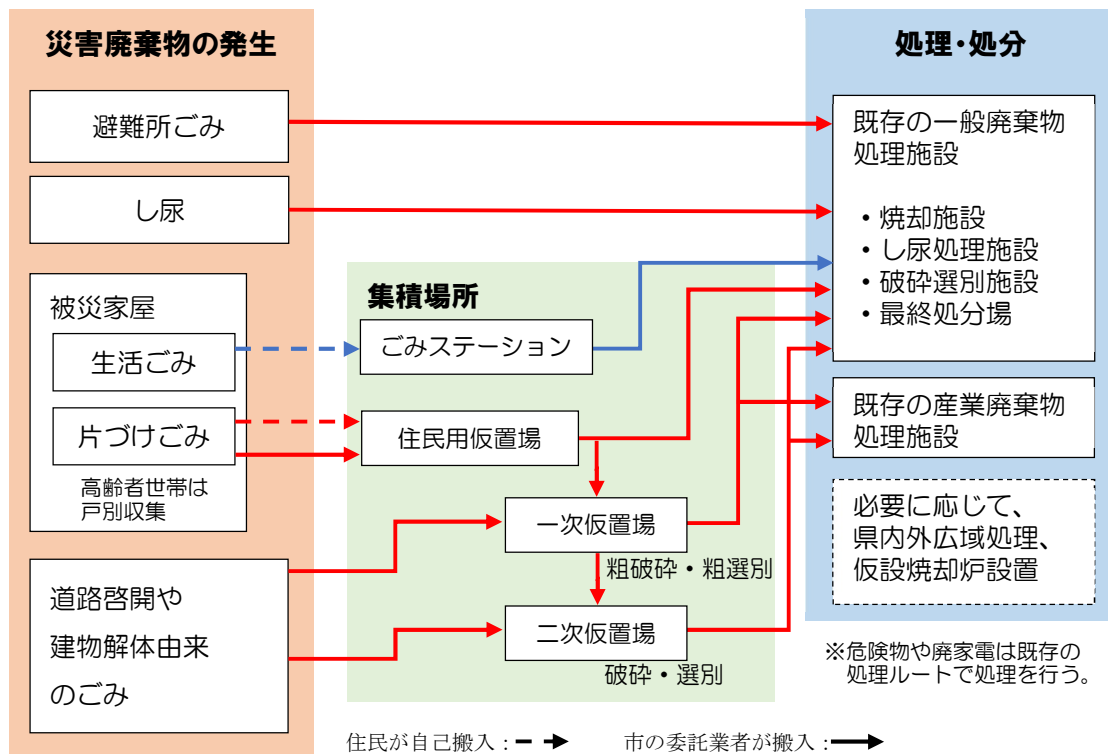 災害廃棄物の発生
避難所ごみ
し尿
被災家屋
生活ごみ
片づけごみ
高齢者世帯は
戸別収集
道路啓開や
建物解体由来
のごみ
集積場所
ごみステーション
住民用仮置場
一次仮置場
粗破砕・粗選別
二次仮置場
破砕・選別
処理・処分
既存の一般廃棄物
処理施設
・焼却施設
・し尿処理施設
・破砕選別施設
・最終処分場
既存の産業廃棄物
処理施設
必要に応じて、
県内外広域処理、
仮設焼却炉設置
※危険物や廃家電は既存の
処理ルートで処理を行う。
住民が自己搬入：
市の委託業者が搬入：